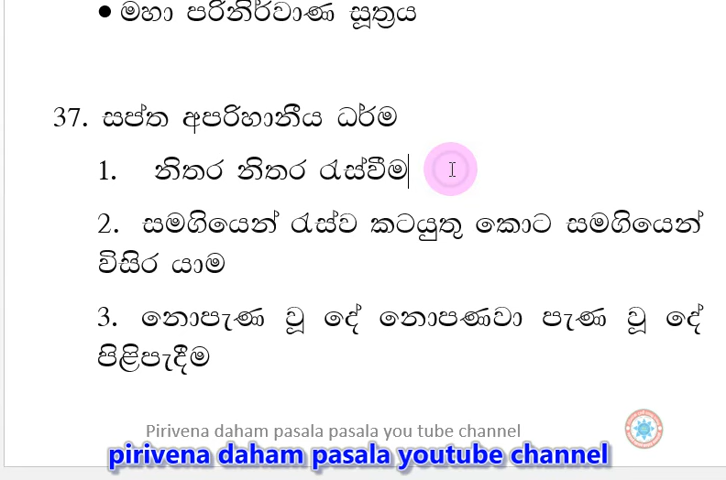 ● මහා පරිනිර්වාණ සූත්‍රය
37. සප්ත අපරිහානීය ධර්ම
1. නිතර නිතර රැස්වීම
2. සමගියෙන් රැස්ව කටයුතු කොට සමගියෙන්
විසිර යාම
3. නොපැණ වූ දේ නොපණවා පැණ වූ දේ
පිළිපැදීම
Pirivena daham pasala pasala you tube channel
pirivena daham pasala youtube channel